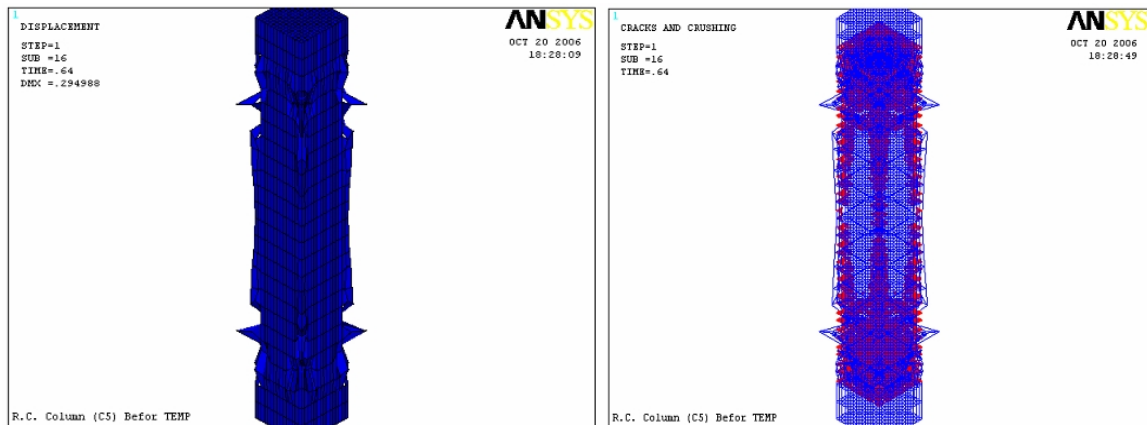 1
DISPLACEMENT
STEP=1
SUB =16
TIME=.64
DMX =.294988
ANSYS
OCT 20 2006
18:28:09
R.C. Column (C5) Befor TEMP
1
CRACKS AND CRUSHING
STEP=1
SUB =16
TIME=.64
ANSYS
OCT 20 2006
18:28:49
R.C. Column (C5) Befor TEMP